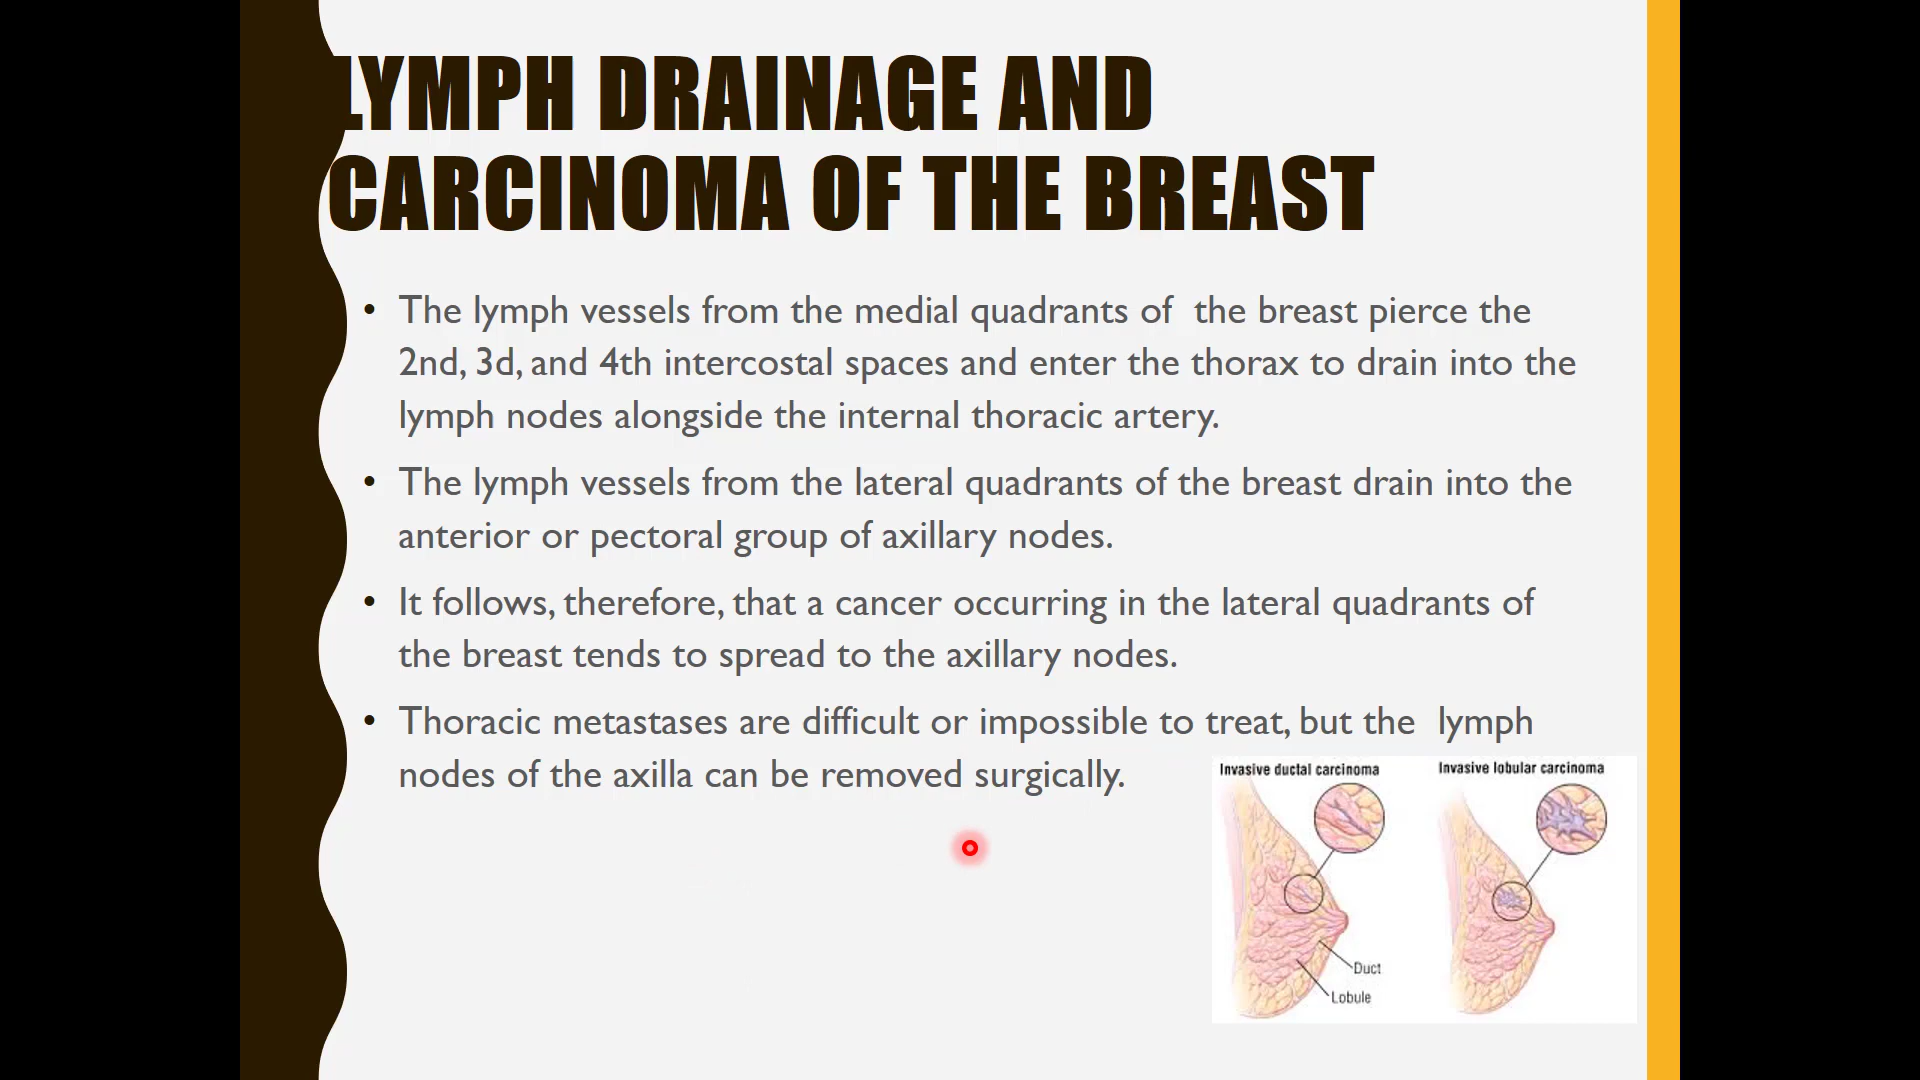 LYMPH DRAINAGE AND
CARCINOMA OF THE BREAST
• The lymph vessels from the medial quadrants of  the breast pierce the
2nd, 3d, and 4th intercostal spaces and enter the thorax to drain into the
lymph nodes alongside the internal thoracic artery.
• The lymph vessels from the lateral quadrants of the breast drain into the
anterior or pectoral group of axillary nodes.
• It follows, therefore, that a cancer occurring in the lateral quadrants of
the breast tends to spread to the axillary nodes.
• Thoracic metastases are difficult or impossible to treat, but the  lymph
nodes of the axilla can be removed surgically.
Invasive ductal carcinoma
Invasive lobular carcinoma
Duct
Lobule